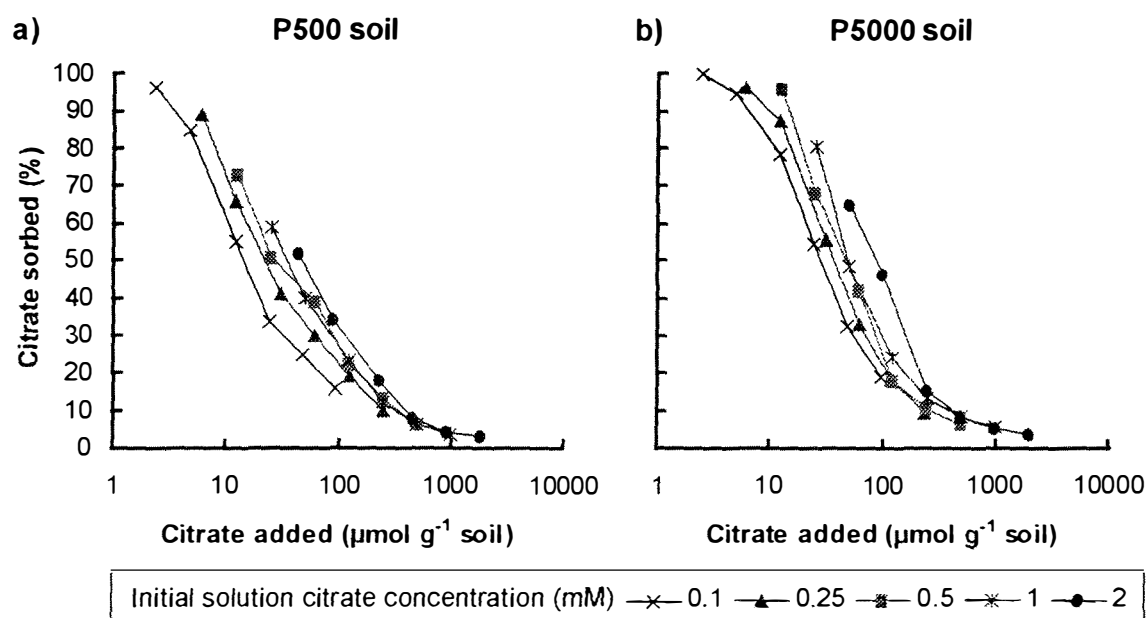 a)
P500 soil
b)
P5000 soil
100
90
80
70
60
50
40
30
20
10
0
Citrate sorbed (%)
1
10
100
1000
10000
1
10
100
1000
10000
Citrate added (µmol g⁻¹ soil)
Citrate added (µmol g⁻¹ soil)
Initial solution citrate concentration (mM) 0.1 0.25 0.5 1 2